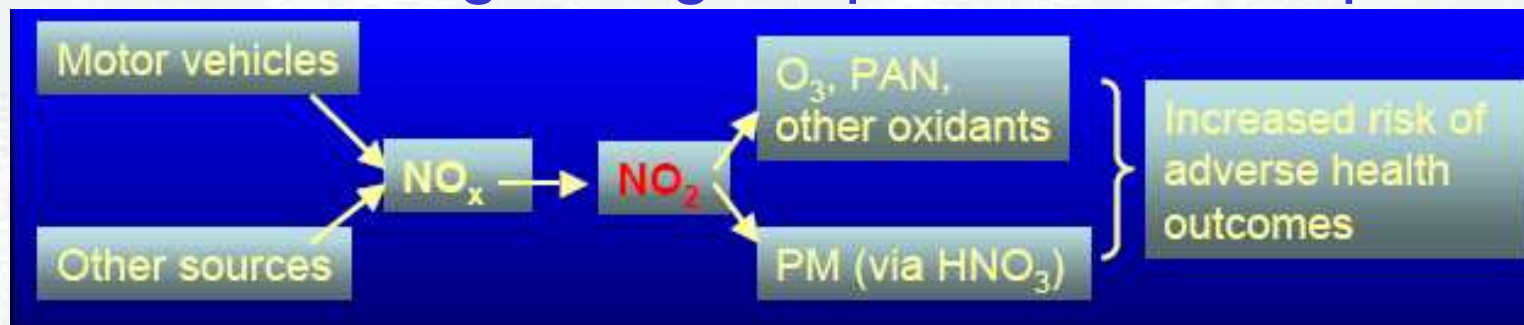 Motor vehicles
Other sources
NOₓ
NO₂
O₃, PAN,
other oxidants
PM (via HNO₃)
Increased risk of
adverse health
outcomes